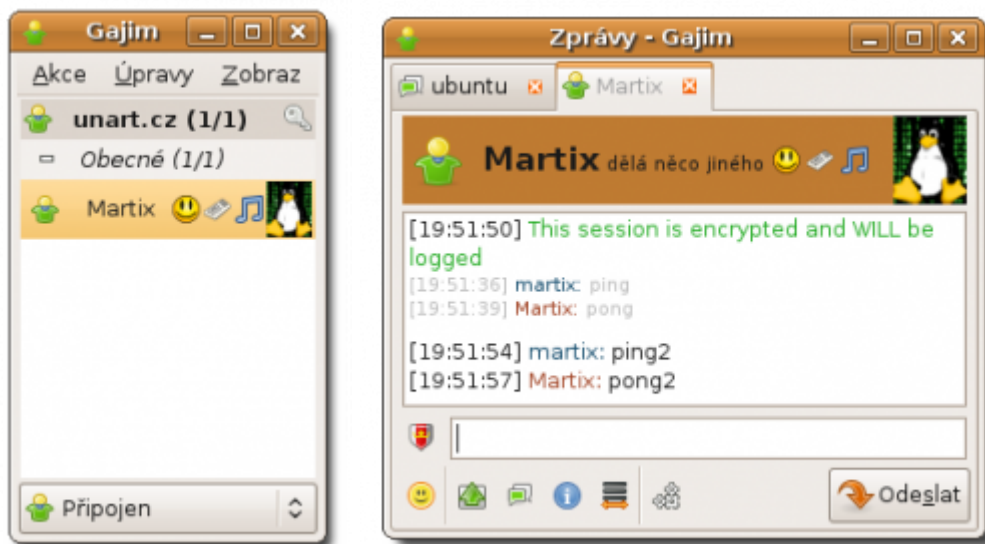 Gajim
Akce Úpravy Zobraz
unart.cz (1/1)
Obecné (1/1)
Martix
Připojen
Zprávy - Gajim
ubuntu Martix
Martix dělá něco jiného
[19:51:50] This session is encrypted and WILL be
logged
[19:51:36] martix: ping
[19:51:39] Martix: pong
[19:51:54] martix: ping2
[19:51:57] Martix: pong2
Odeslat